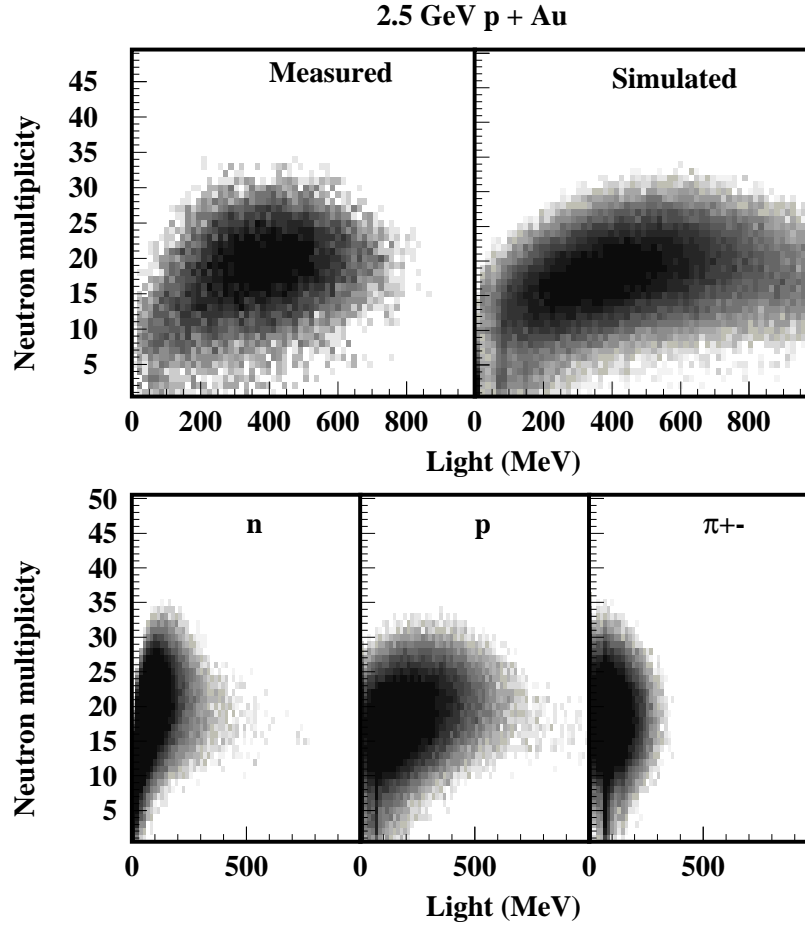 2.5 GeV p + Au
Measured
Simulated
Neutron multiplicity
45
40
35
30
25
20
15
10
5
0 200 400 600 800 0 200 400 600 800
Light (MeV)
n
p
π+-
Neutron multiplicity
50
45
40
35
30
25
20
15
10
5
0 500 0 500 0 500
Light (MeV)